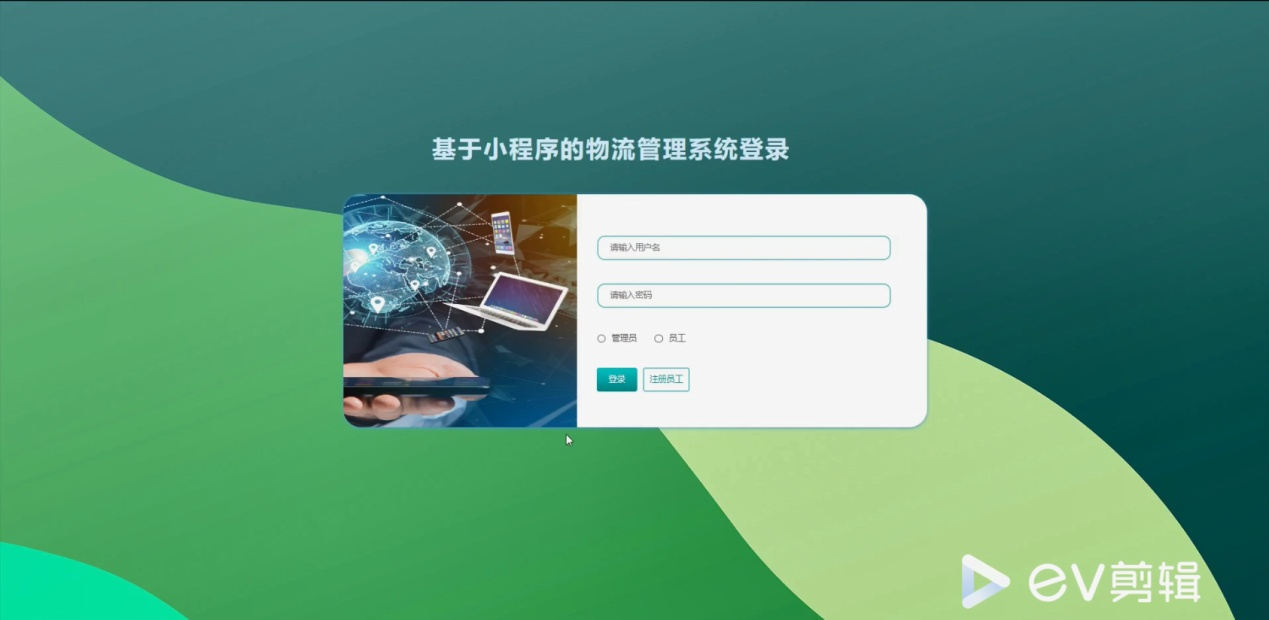 基于小程序的物流管理系统登录
请输入用户名
请输入密码
管理员 员工
登录 注册员工
EV剪辑